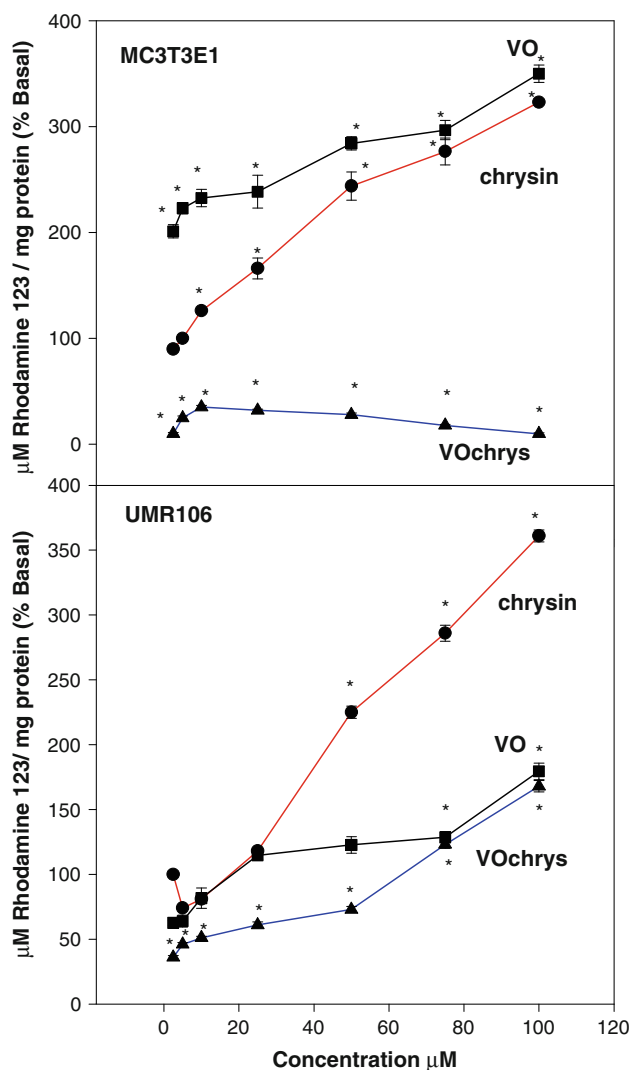 MC3T3E1
VO
chrysin
VOchrys
μM Rhodamine 123 / mg protein (% Basal)
400
300
200
100
0
* * * * * * *
* * * * *
* * * * * * *
UMR106
chrysin
VO
VOchrys
μM Rhodamine 123/ mg protein (% Basal)
400
350
300
250
200
150
100
50
0
* * *
* *
* * * * * * *
0 20 40 60 80 100 120
Concentration μM